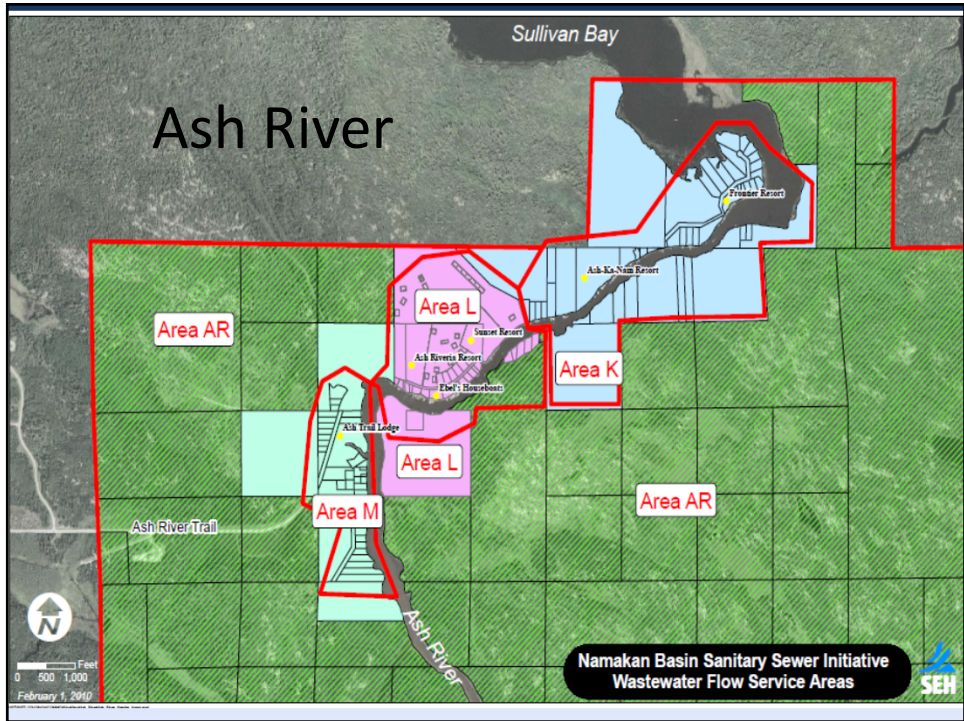 Sullivan Bay
Ash River
Frontier Resort
Ash-Ka-Nam Resort
Area L
Area AR
Sunset Resort
Ash Riveria Resort
Area K
Ebel's Houseboats
Ash Trail Lodge
Area L
Area AR
Area M
Ash River Trail
Ash River
N
Feet
0 500 1,000
February 1, 2010
Namakan Basin Sanitary Sewer Initiative
Wastewater Flow Service Areas
SEH